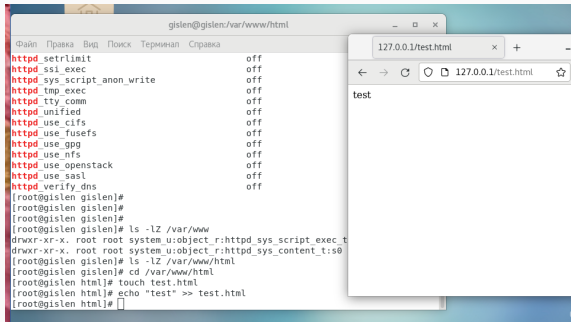 gislen@gislen:/var/www/html
Файл Правка Вид Поиск Терминал Справка
httpd_setrlimit off
httpd_ssi_exec off
httpd_sys_script_anon_write off
httpd_tmp_exec off
httpd_tty_comm off
httpd_unified off
httpd_use_cifs off
httpd_use_fusefs off
httpd_use_gpg off
httpd_use_nfs off
httpd_use_openstack off
httpd_use_sasl off
httpd_verify_dns off
[root@gislen gislen]#
[root@gislen gislen]#
[root@gislen gislen]#
[root@gislen gislen]# ls -lZ /var/www
drwxr-xr-x. root root system_u:object_r:httpd_sys_script_exec_t
drwxr-xr-x. root root system_u:object_r:httpd_sys_content_t:s0
[root@gislen gislen]# ls -lZ /var/www/html
[root@gislen gislen]# cd /var/www/html
[root@gislen html]# touch test.html
[root@gislen html]# echo "test" >> test.html
[root@gislen html]#
127.0.0.1/test.html
127.0.0.1/test.html
test